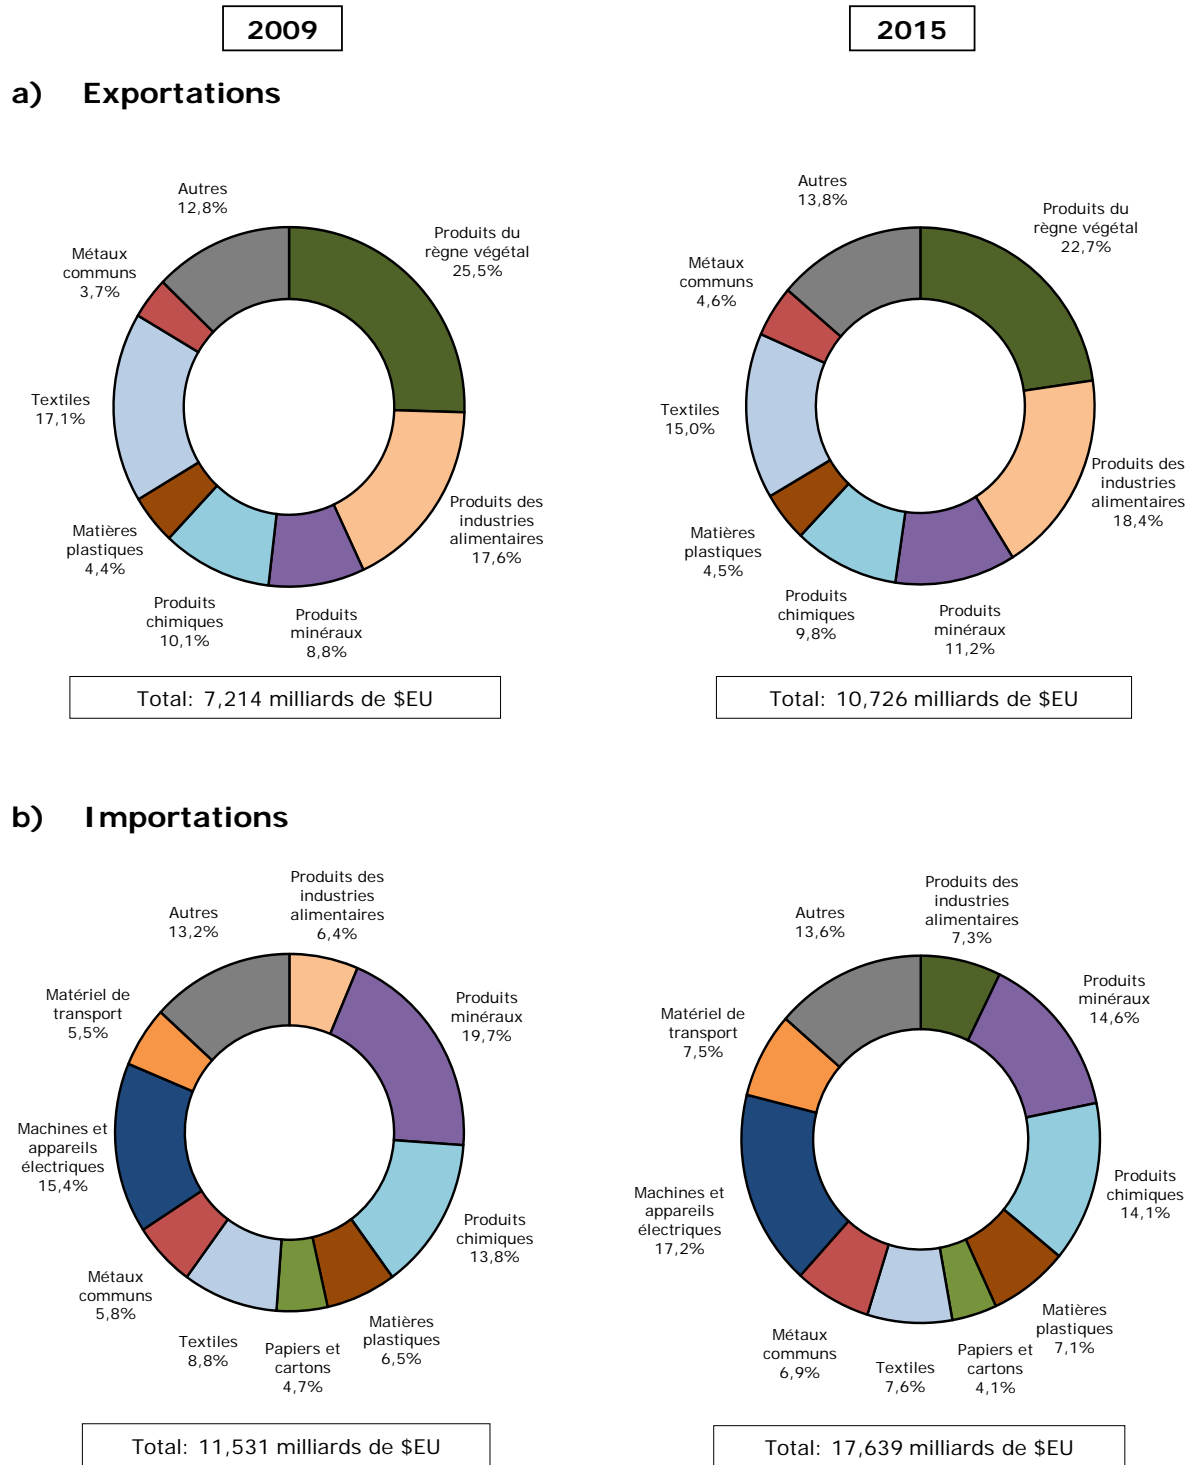 2009
2015
a) Exportations
Autres
12,8%
Produits du
règne végétal
25,5%
Métaux
communs
3,7%
Textiles
17,1%
Produits des
industries
alimentaires
17,6%
Matières
plastiques
4,4%
Produits
chimiques
10,1%
Produits
minéraux
8,8%
Total: 7,214 milliards de $EU
Autres
13,8%
Produits du
règne végétal
22,7%
Métaux
communs
4,6%
Textiles
15,0%
Produits des
industries
alimentaires
18,4%
Matières
plastiques
4,5%
Produits
chimiques
9,8%
Produits
minéraux
11,2%
Total: 10,726 milliards de $EU
b) Importations
Produits des
industries
alimentaires
6,4%
Autres
13,2%
Matériel de
transport
5,5%
Produits
minéraux
19,7%
Machines et
appareils
électriques
15,4%
Produits
chimiques
13,8%
Métaux
communs
5,8%
Textiles
8,8%
Papiers et
cartons
4,7%
Matières
plastiques
6,5%
Total: 11,531 milliards de $EU
Produits des
industries
alimentaires
7,3%
Autres
13,6%
Produits
minéraux
14,6%
Matériel de
transport
7,5%
Produits
chimiques
14,1%
Machines et
appareils
électriques
17,2%
Matières
plastiques
7,1%
Métaux
communs
6,9%
Textiles
7,6%
Papiers et
cartons
4,1%
Total: 17,639 milliards de $EU